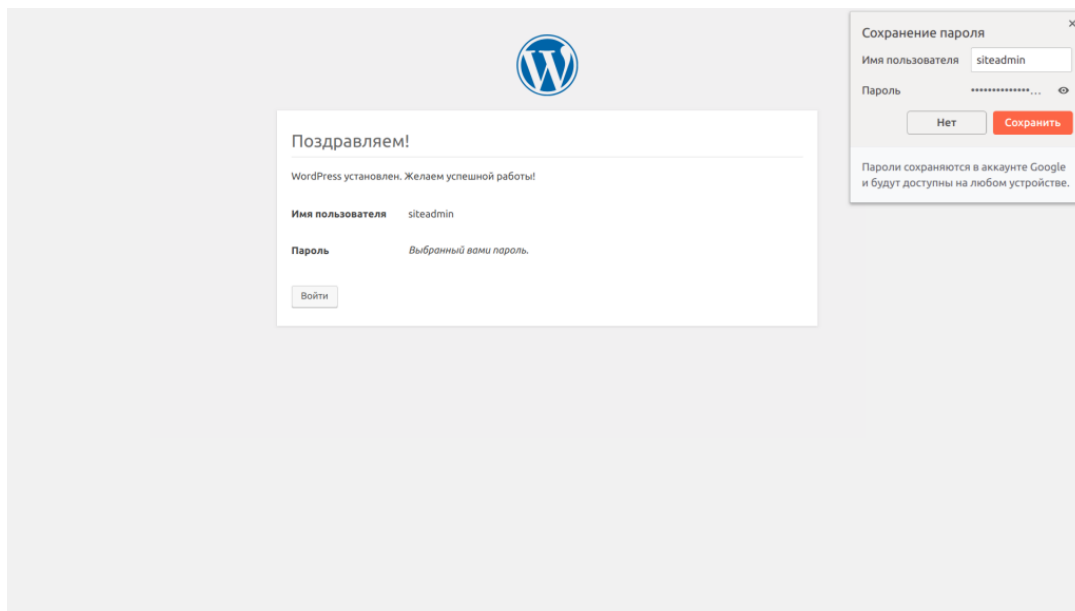 Поздравляем!
WordPress установлен. Желаем успешной работы!
Имя пользователя siteadmin
Пароль Выбранный вами пароль.
Войти
×
Сохранение пароля
Имя пользователя siteadmin
Пароль ••••••••••••••...
Нет Сохранить
Пароли сохраняются в аккаунте Google
и будут доступны на любом устройстве.